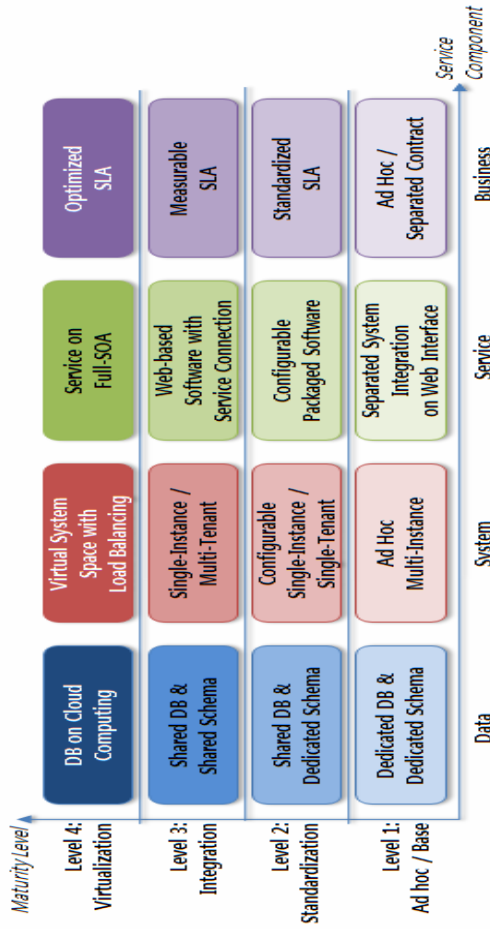 Maturity Level
Level 4:
Virtualization
DB on Cloud
Computing
Virtual System
Space with
Load Balancing
Service on
Full-SOA
Optimized
SLA
Level 3:
Integration
Shared DB &
Shared Schema
Single-Instance /
Multi-Tenant
Web-based
Software with
Service Connection
Measurable
SLA
Level 2:
Standardization
Shared DB &
Dedicated Schema
Configurable
Single-Instance /
Single-Tenant
Configurable
Packaged Software
Standardized
SLA
Level 1:
Ad hoc / Base
Dedicated DB &
Dedicated Schema
Ad Hoc
Multi-Instance
Separated System
Integration
on Web Interface
Ad Hoc /
Separated Contract
Service
Component
Data
System
Service
Business